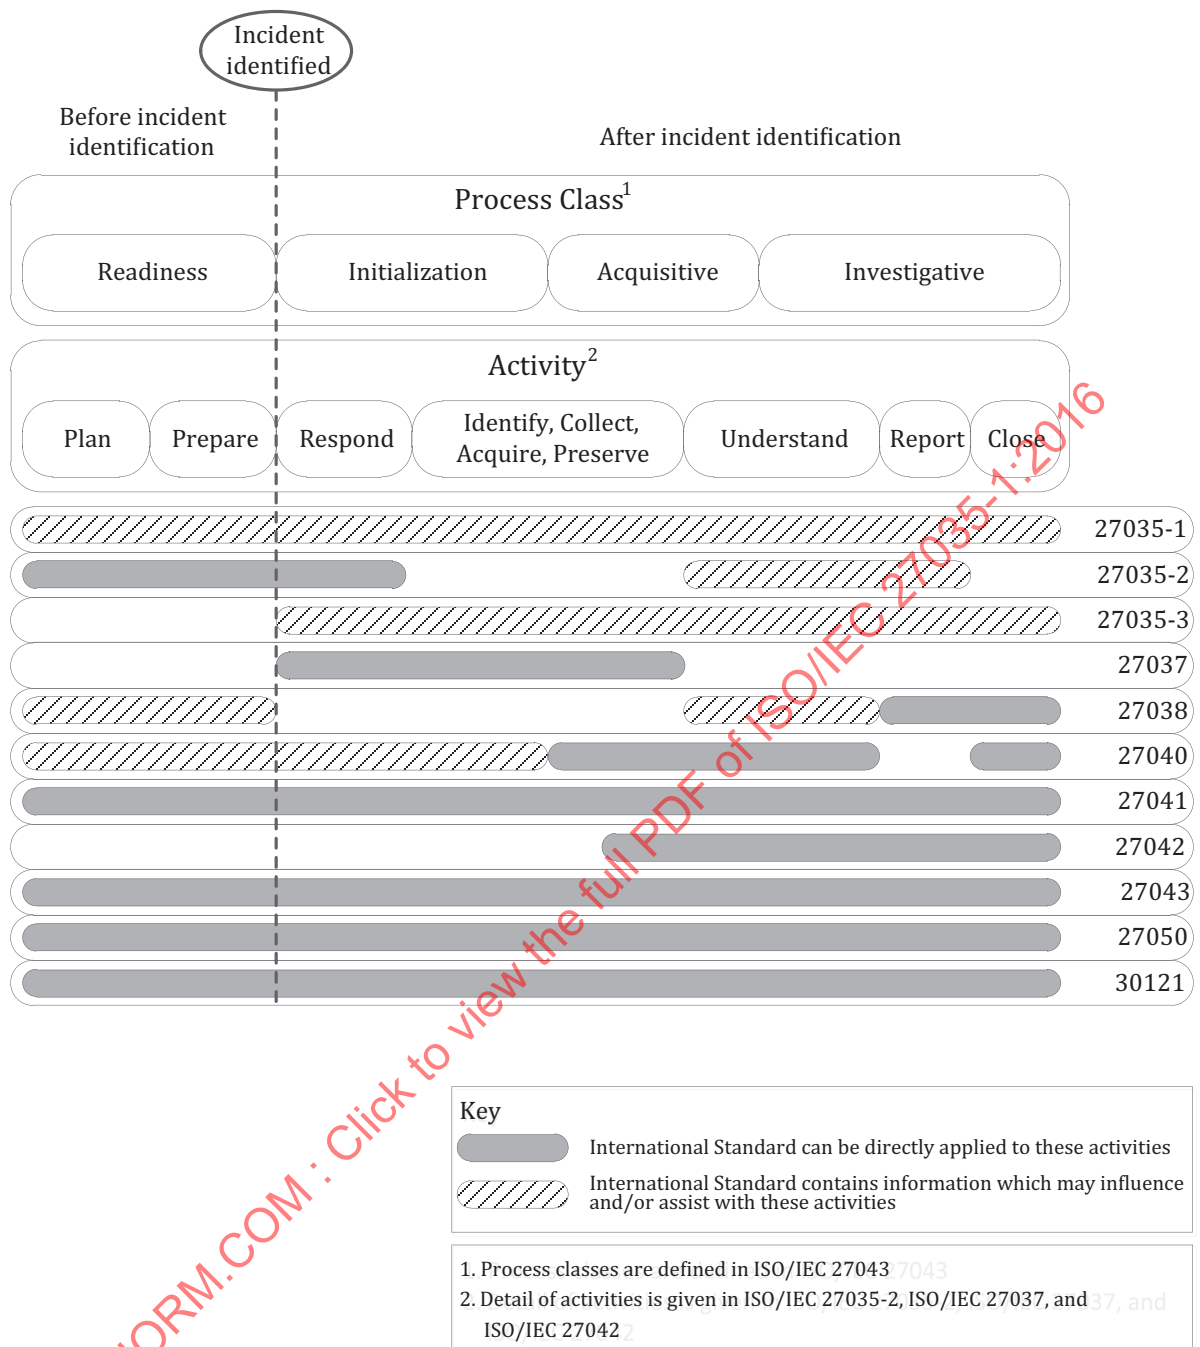 Incident
identified
Before incident
identification
After incident identification
Process Class1
Readiness
Initialization
Acquisitive
Investigative
Activity2
Plan
Prepare
Respond
Identify, Collect,
Acquire, Preserve
Understand
Report
Close
27035-1
27035-2
27035-3
27037
27038
27040
27041
27042
27043
27050
30121
Key
International Standard can be directly applied to these activities
International Standard contains information which may influence
and/or assist with these activities
1. Process classes are defined in ISO/IEC 27043
2. Detail of activities is given in ISO/IEC 27035-2, ISO/IEC 27037, and
ISO/IEC 27042
ORM.COM : Click to view the full PDF of ISO/IEC 27035-1:2016